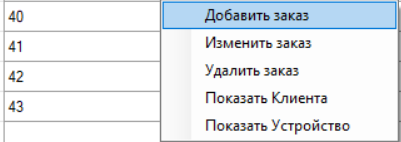 40 Добавить заказ
41 Изменить заказ
42 Удалить заказ
43 Показать Клиента
Показать Устройство